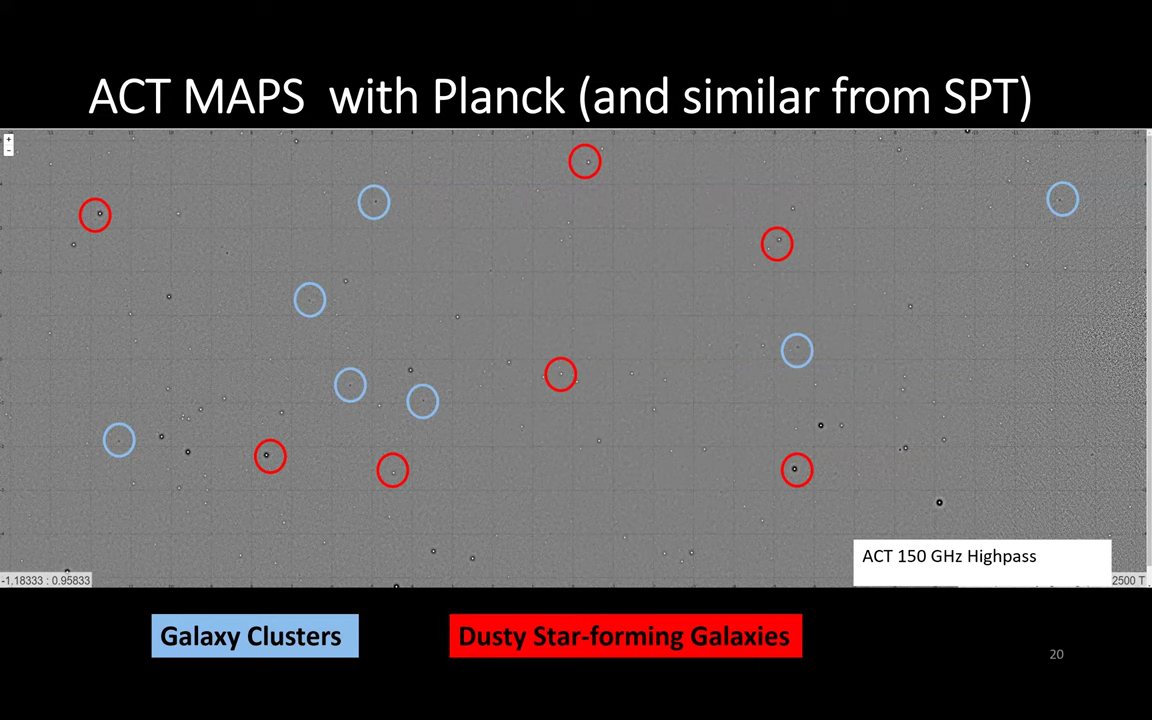 ACT MAPS with Planck (and similar from SPT)
+
-
ACT 150 GHz Highpass
-1.18333 : 0.95833
2500 T
Galaxy Clusters
Dusty Star-forming Galaxies
20